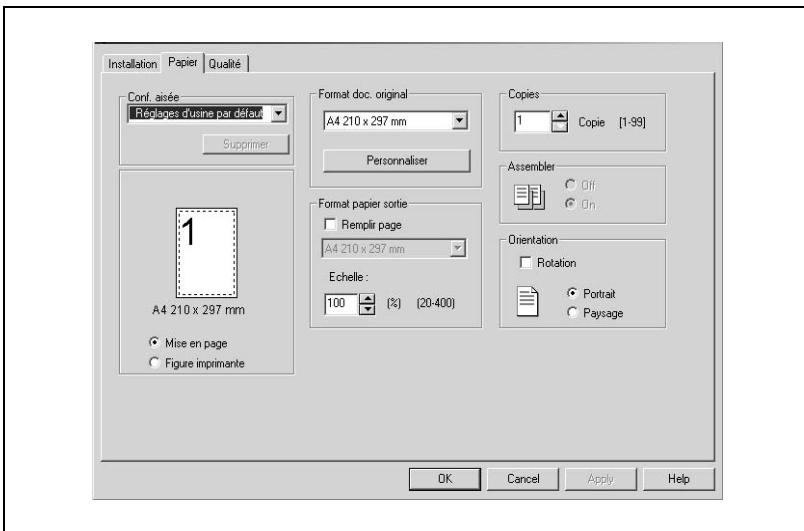 Installation Papier Qualité
Conf. aisée
Réglages d'usine par défaut
Supprimer
1
A4 210 x 297 mm
Mise en page
Figure imprimante
Format doc. original
A4 210 x 297 mm
Personnaliser
Format papier sortie
Remplir page
A4 210 x 297 mm
Echelle :
100 (%) (20-400)
Copies
1 Copie [1-99]
Assembler
Off
On
Orientation
Rotation
Portrait
Paysage
OK Cancel Apply Help